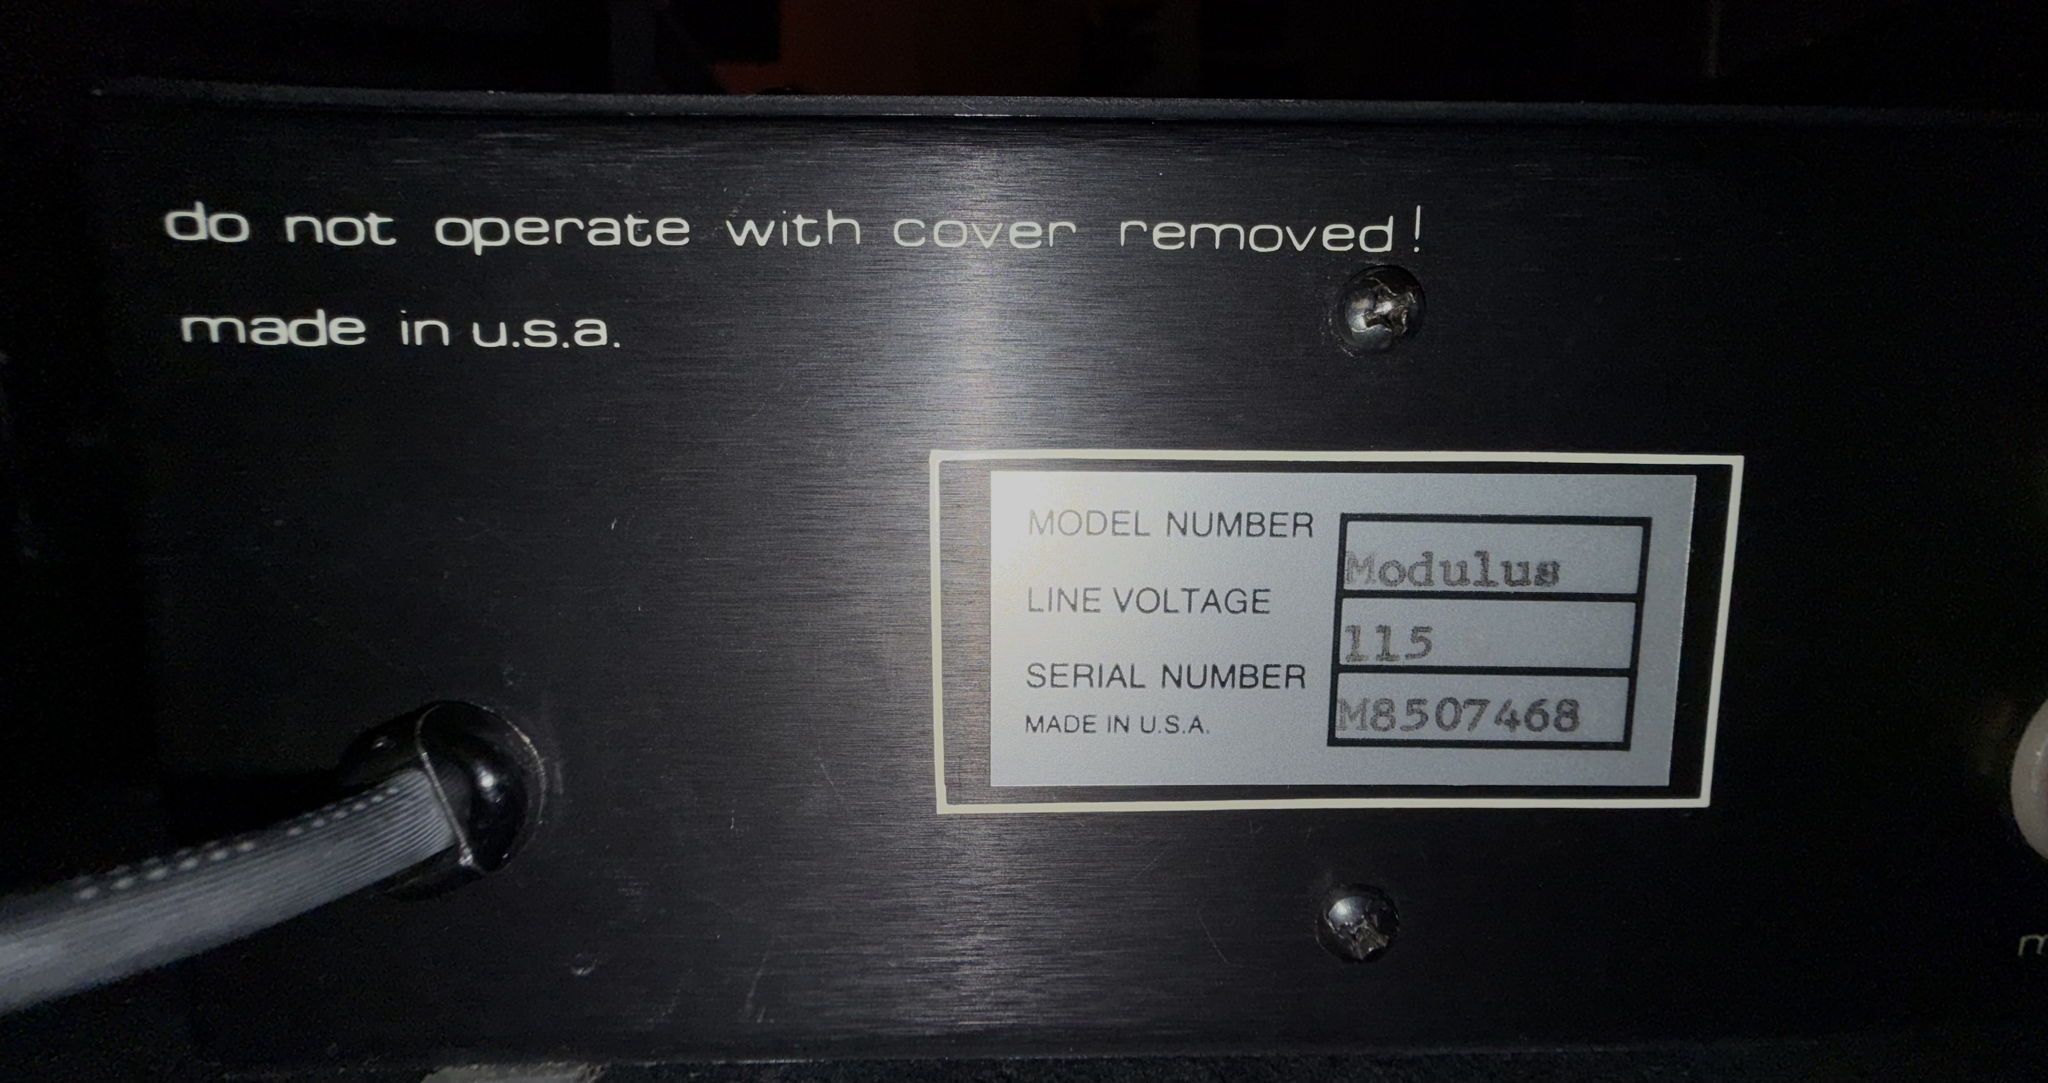 do not operate with cover removed!
made in u.s.a.
MODEL NUMBER Modulus
LINE VOLTAGE 115
SERIAL NUMBER M8507468
MADE IN U.S.A.